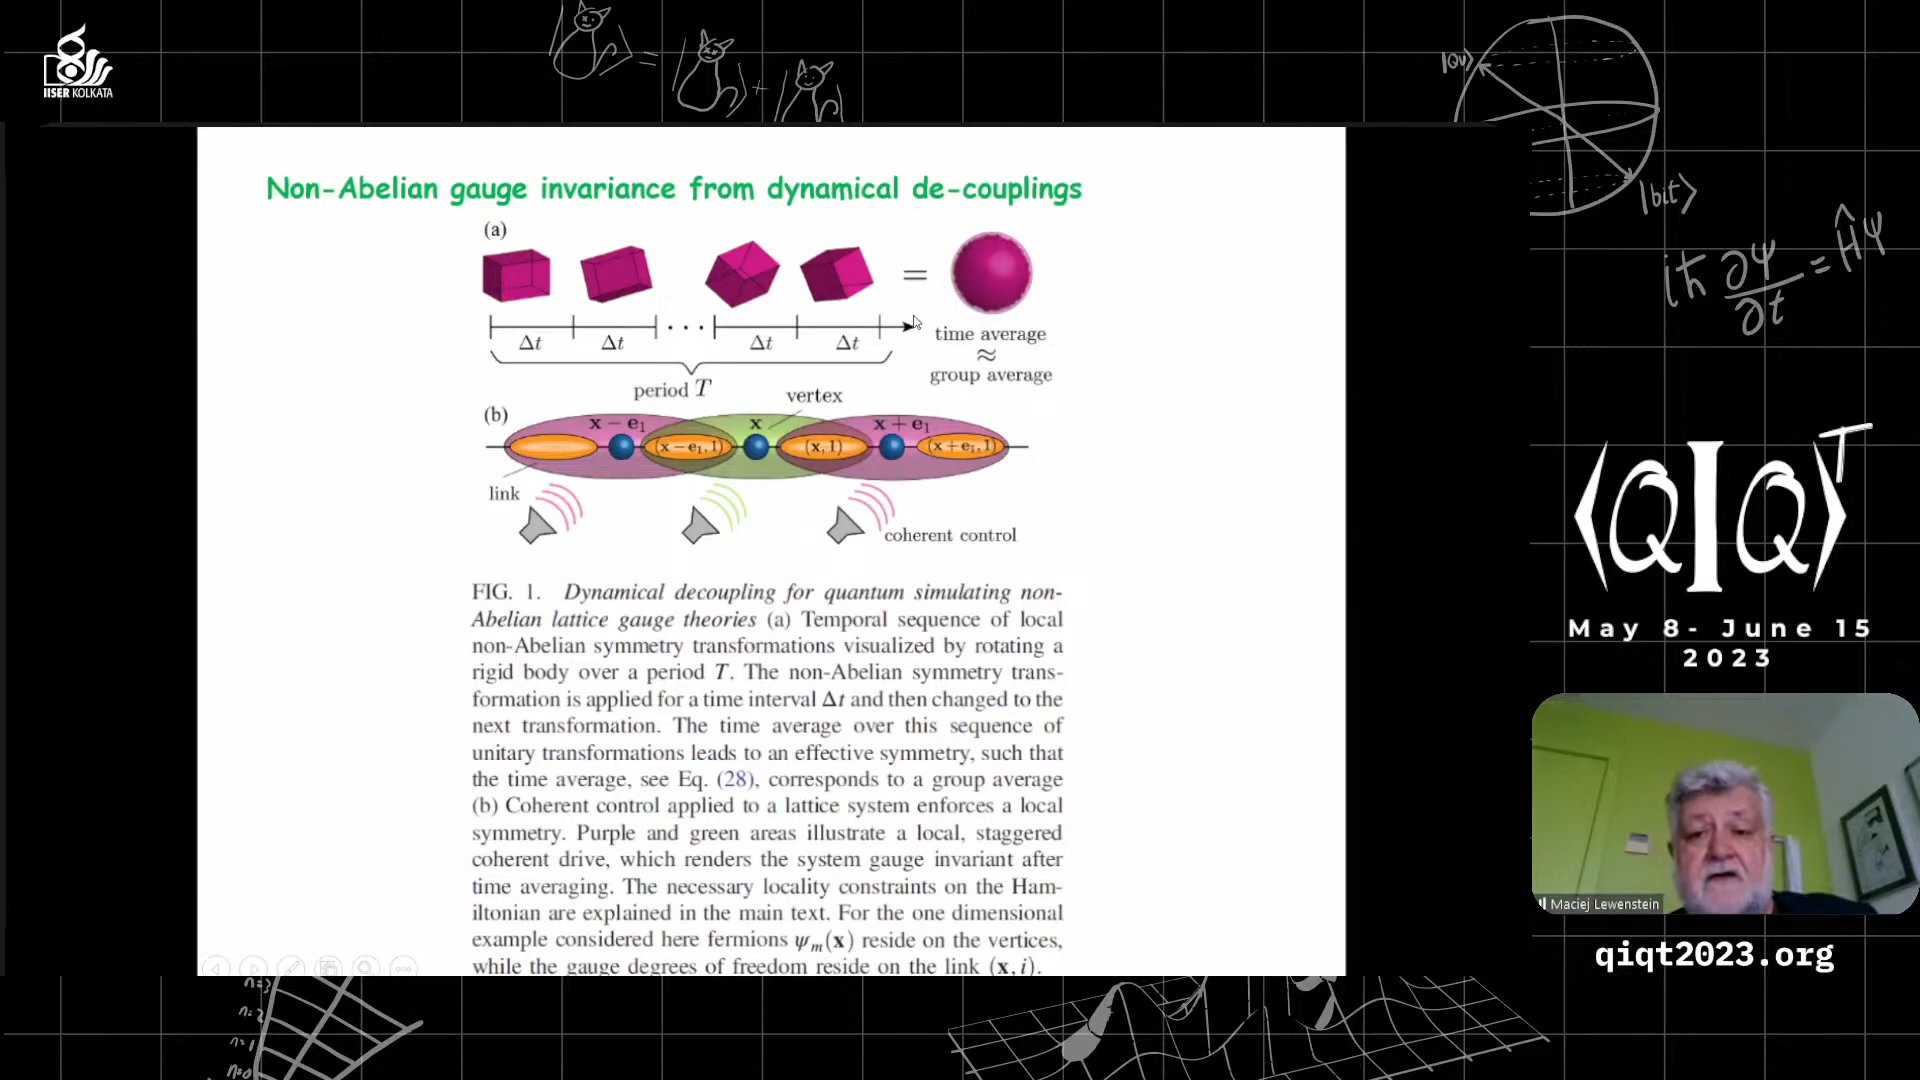 IISER KOLKATA
|0⟩
|bit⟩
iħ ∂Ψ/∂t = ĤΨ
Non-Abelian gauge invariance from dynamical de-couplings
(a)
=
Δt Δt . . . Δt Δt
period T
time average
≈
group average
(b)
vertex
x − e₁ x x + e₁
(x − e₁, 1) (x, 1) (x + e₁, 1)
link
coherent control
FIG. 1. Dynamical decoupling for quantum simulating non-
Abelian lattice gauge theories (a) Temporal sequence of local
non-Abelian symmetry transformations visualized by rotating a
rigid body over a period T. The non-Abelian symmetry trans-
formation is applied for a time interval Δt and then changed to the
next transformation. The time average over this sequence of
unitary transformations leads to an effective symmetry, such that
the time average, see Eq. (28), corresponds to a group average
(b) Coherent control applied to a lattice system enforces a local
symmetry. Purple and green areas illustrate a local, staggered
coherent drive, which renders the system gauge invariant after
time averaging. The necessary locality constraints on the Ham-
iltonian are explained in the main text. For the one dimensional
example considered here fermions ψₘ(x) reside on the vertices,
while the gauge degrees of freedom reside on the link (x, i).
⟨Q|Q⟩ᵀ
May 8- June 15
2023
Maciej Lewenstein
qiqt2023.org
n=3
n=2
n=1
n=0